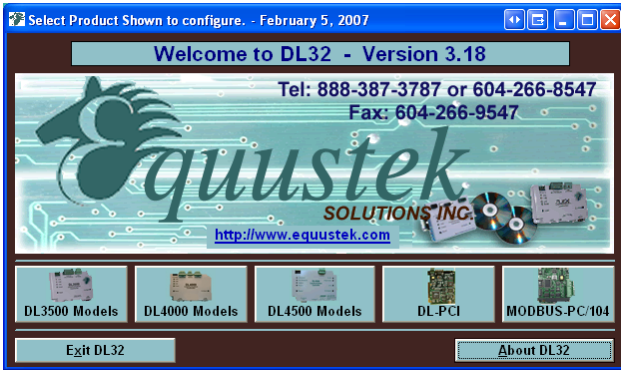 Select Product Shown to configure. - February 5, 2007
Welcome to DL32 - Version 3.18
Tel: 888-387-3787 or 604-266-8547
Fax: 604-266-9547
Equustek
SOLUTIONS INC.
http://www.equustek.com
DL3500 Models
DL4000 Models
DL4500 Models
DL-PCI
MODBUS-PC/104
Exit DL32
About DL32